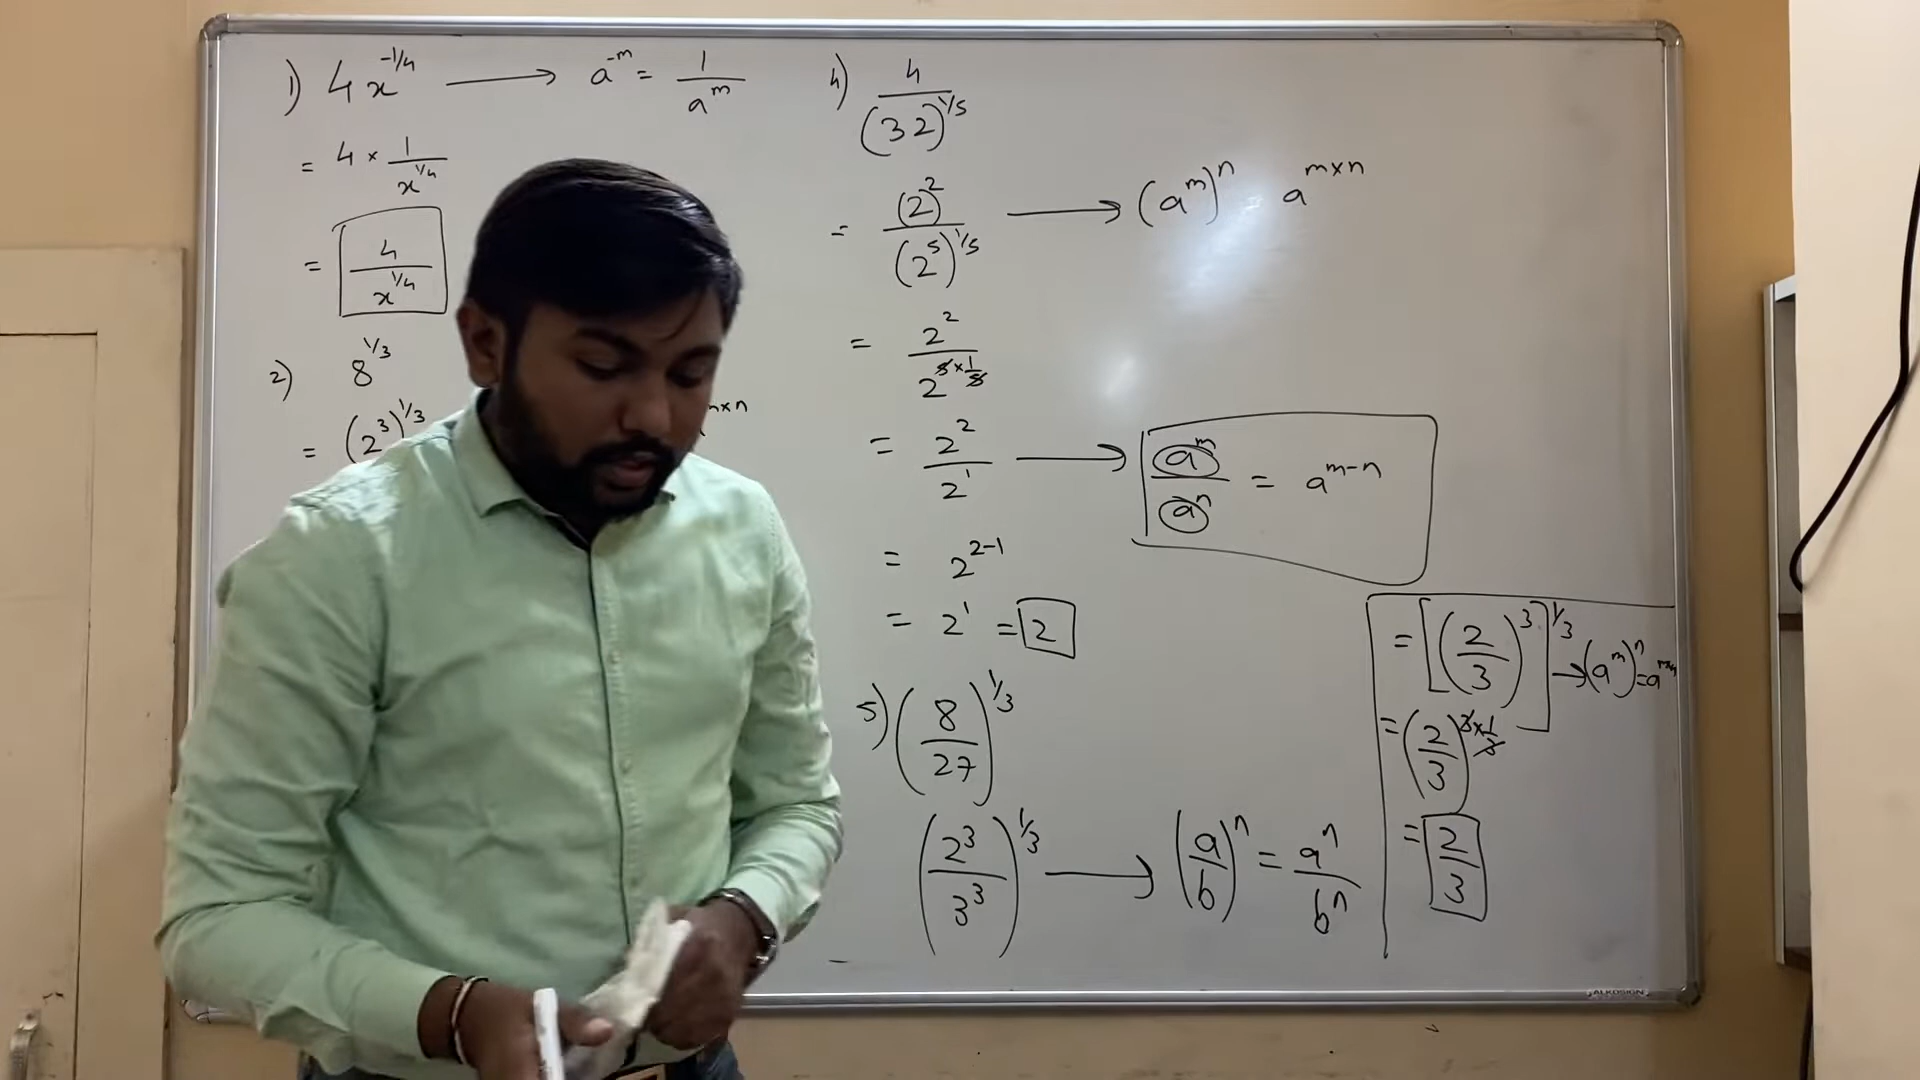 1) 4x^{-1/4} ⟶ a^{-m} = 1/a^m
= 4 × 1/x^{1/4}
= 4/x^{1/4}
2) 8^{1/3}
= (2^3)^{1/3}
m×n
4) 4/(32)^{1/5}
= (2)^2/(2^5)^{1/5} ⟶ (a^m)^n a^{m×n}
= 2^2/2^{5×1/5}
= 2^2/2^1 ⟶ a^m/a^n = a^{m-n}
= 2^{2-1}
= 2^1 = 2
5) (8/27)^{1/3}
(2^3/3^3)^{1/3} ⟶ (a/b)^n = a^n/b^n
= [(2/3)^3]^{1/3} → (a^m)^n = a^{m×n}
= (2/3)^{3×1/3}
= 2/3
ALKOSIGN